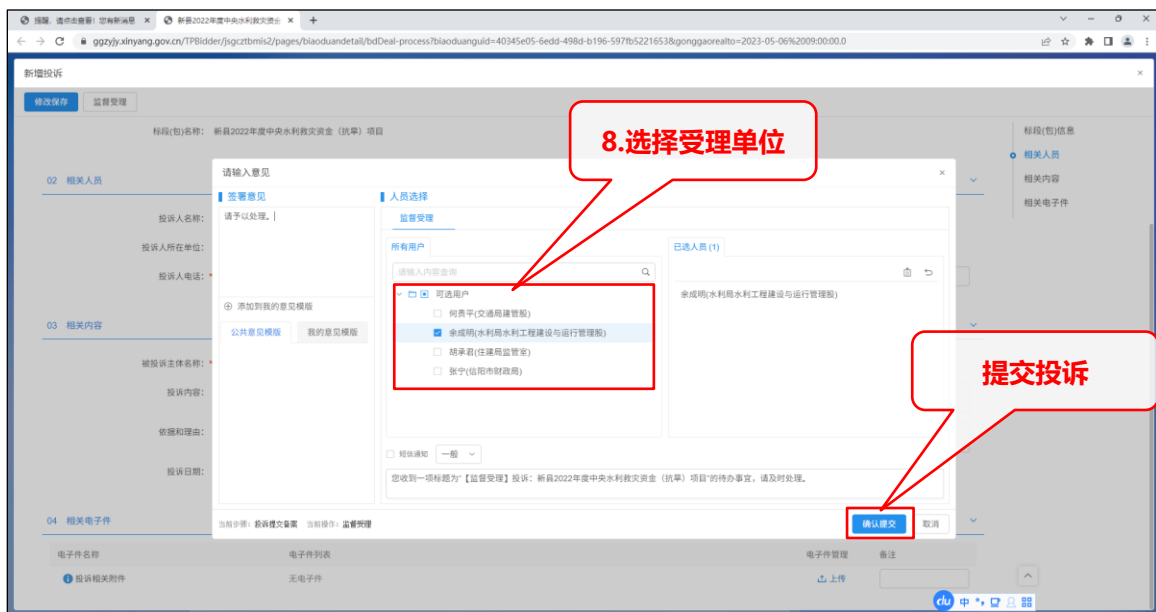 提醒，请点击查看！您有新消息
新县2022年度中央水利救灾资金
ggzyjy.xinyang.gov.cn/TPBidder/jsgcztbmis2/pages/biaoduandetail/bdDeal-process?biaoduanguid=40345e05-6edd-498d-b196-597fb5221653&gonggaorealto=2023-05-06%2009:00:00.0
新增投诉
修改保存 监督受理
标段(包)名称： 新县2022年度中央水利救灾资金（抗旱）项目
标段(包)信息
相关人员
相关内容
相关电子件
8.选择受理单位
02 相关人员
投诉人名称：
投诉人所在单位：
投诉人电话： *
03 相关内容
被投诉主体名称： *
投诉内容：
依据和理由：
投诉日期：
请输入意见
签署意见
请予以处理。
添加到我的意见模版
公共意见模版 我的意见模版
人员选择
监督受理
所有用户
请输入内容查询
可选用户
何贵平(交通局建管股)
余成明(水利局水利工程建设与运行管理股)
胡承君(住建局监管室)
张宁(信阳市财政局)
已选人员 (1)
余成明(水利局水利工程建设与运行管理股)
提交投诉
短信通知 一般
您收到一项标题为“【监督受理】投诉：新县2022年度中央水利救灾资金（抗旱）项目”的待办事宜，请及时处理。
当前步骤：投诉提交备案 当前操作：监督受理
确认提交 取消
04 相关电子件
电子件名称 电子件列表 电子件管理 备注
投诉相关附件 无电子件 上传
du 中